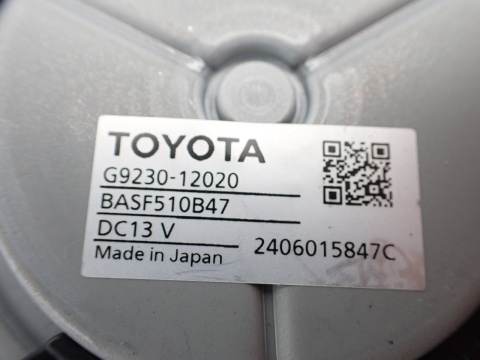 TOYOTA
G9230-12020
BASF510B47
DC13 V
Made in Japan
2406015847C